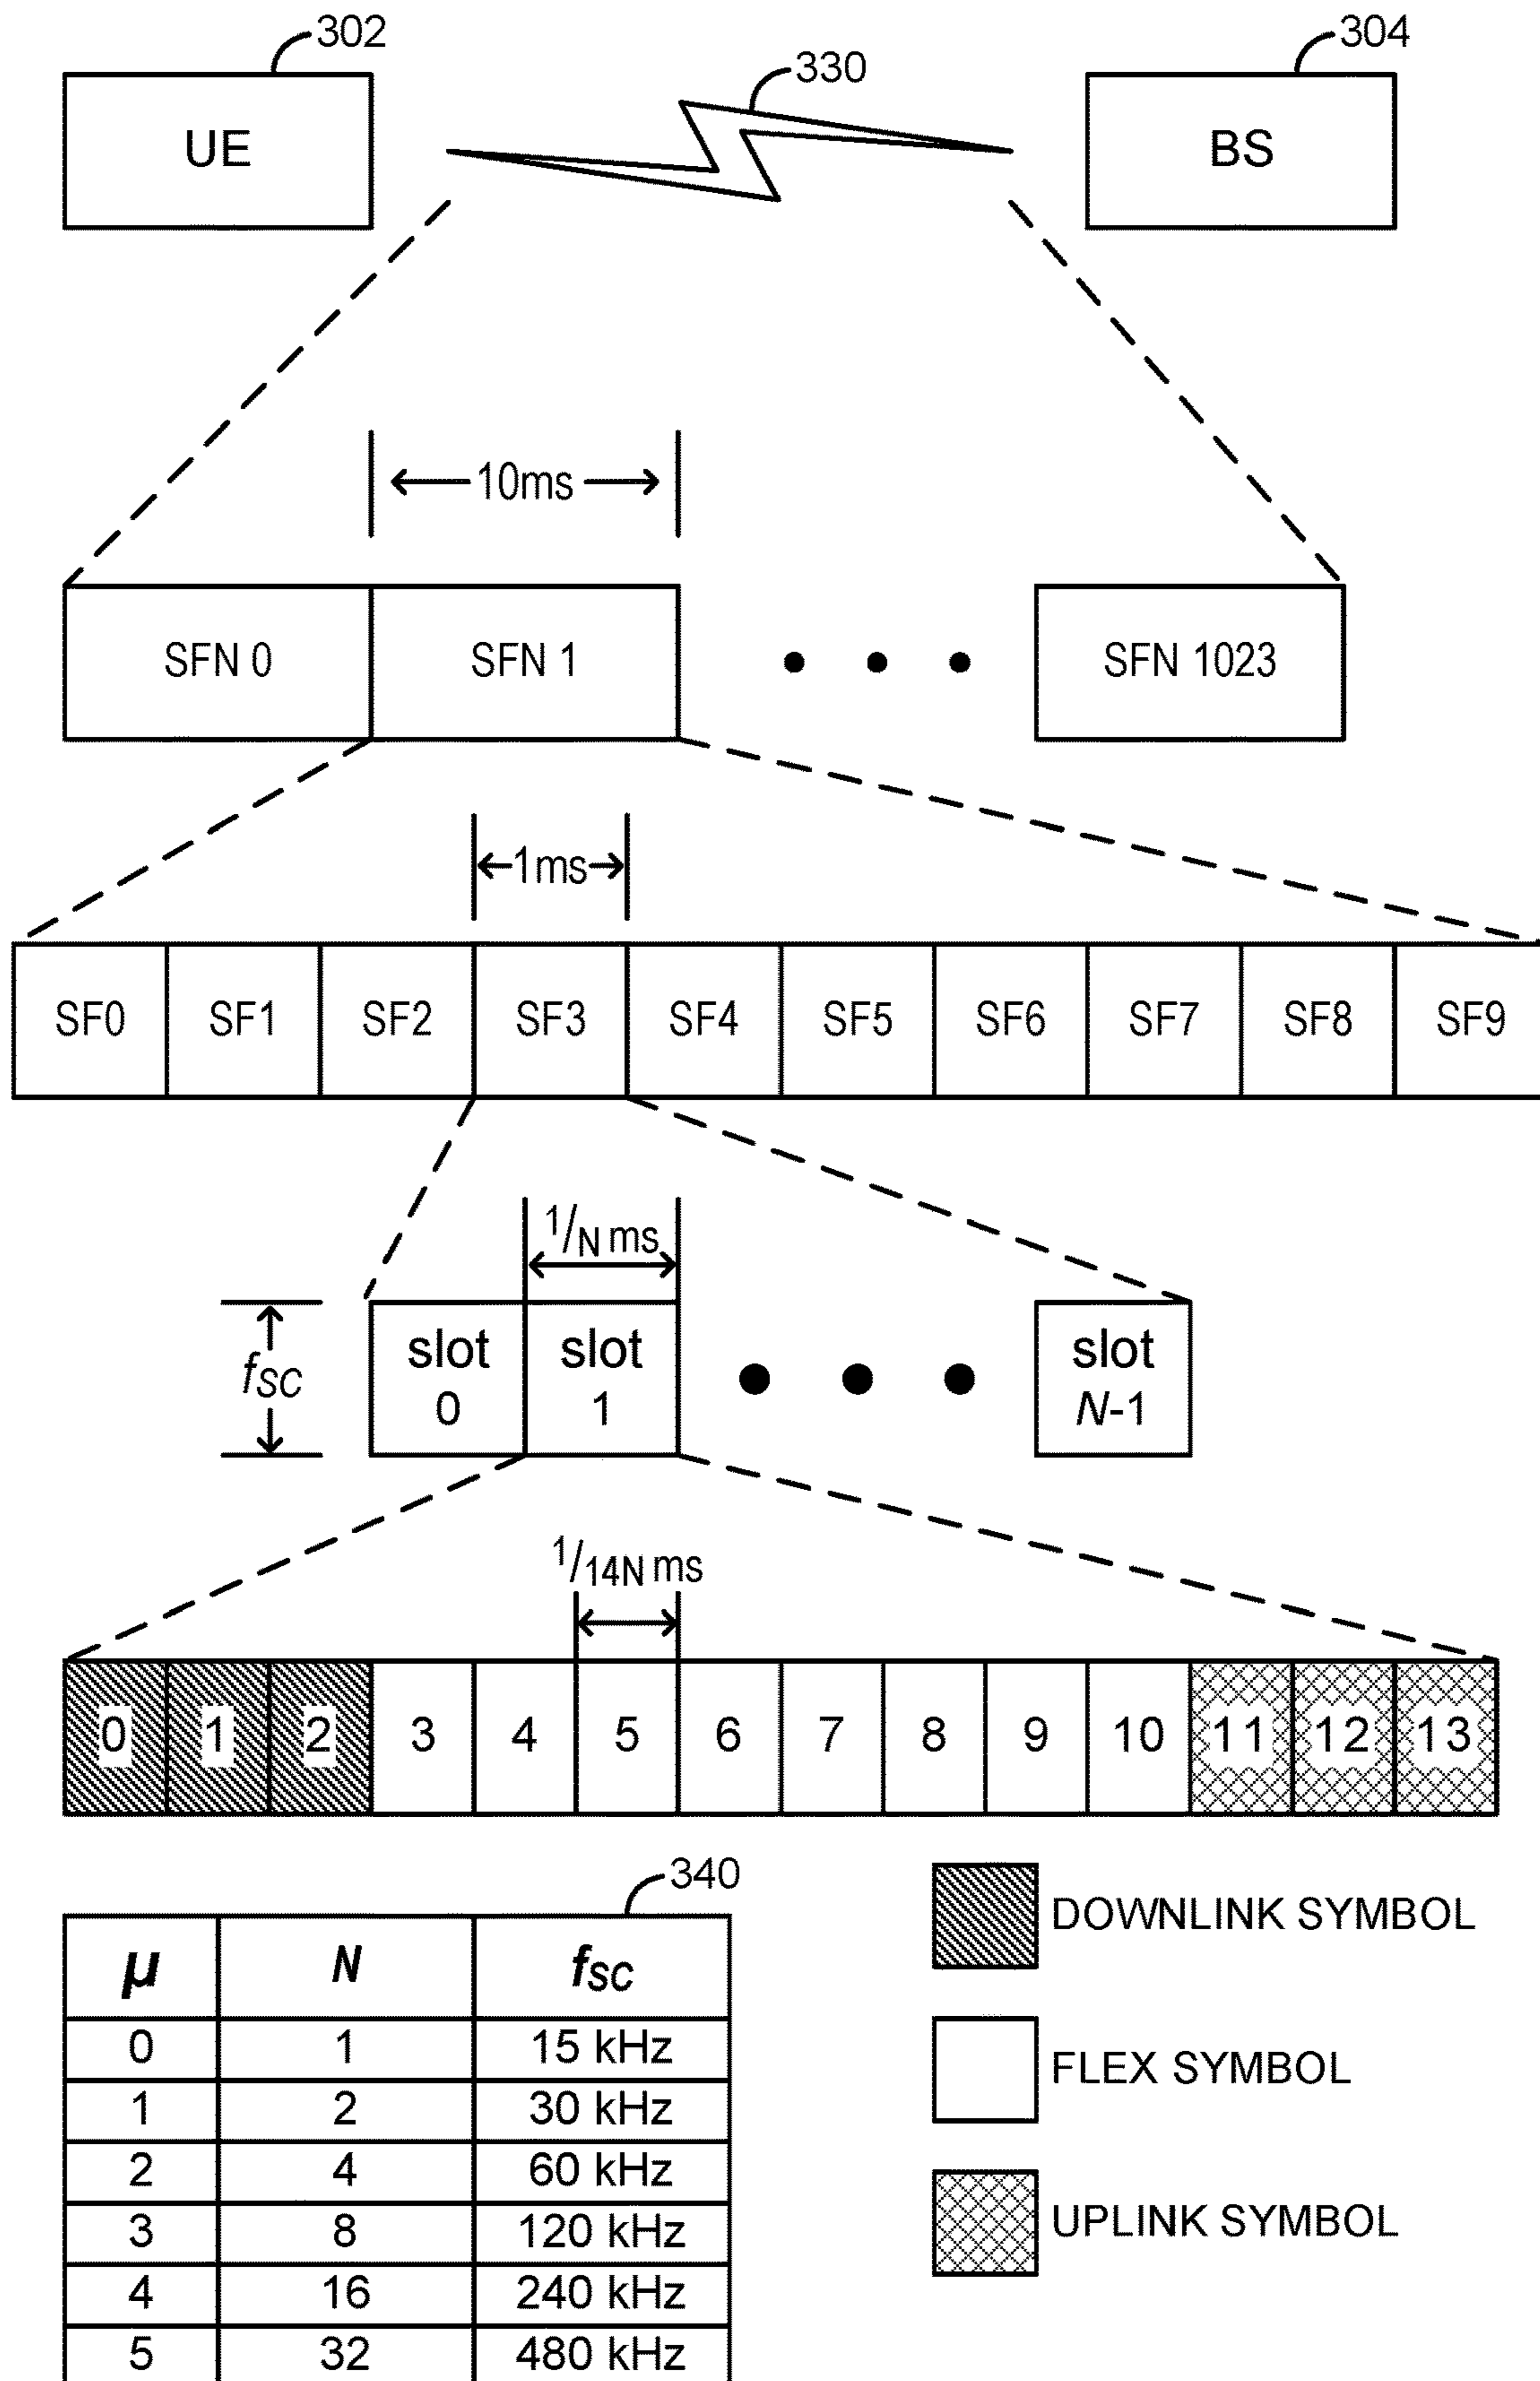 302
330
304
UE
BS
10ms
SFN 0 SFN 1 SFN 1023
1ms
SF0 SF1 SF2 SF3 SF4 SF5 SF6 SF7 SF8 SF9
1/N ms
fSC
slot 0
slot 1
slot N-1
1/14N ms
0 1 2 3 4 5 6 7 8 9 10 11 12 13
340
μ N fSC
0 1 15 kHz
1 2 30 kHz
2 4 60 kHz
3 8 120 kHz
4 16 240 kHz
5 32 480 kHz
DOWNLINK SYMBOL
FLEX SYMBOL
UPLINK SYMBOL